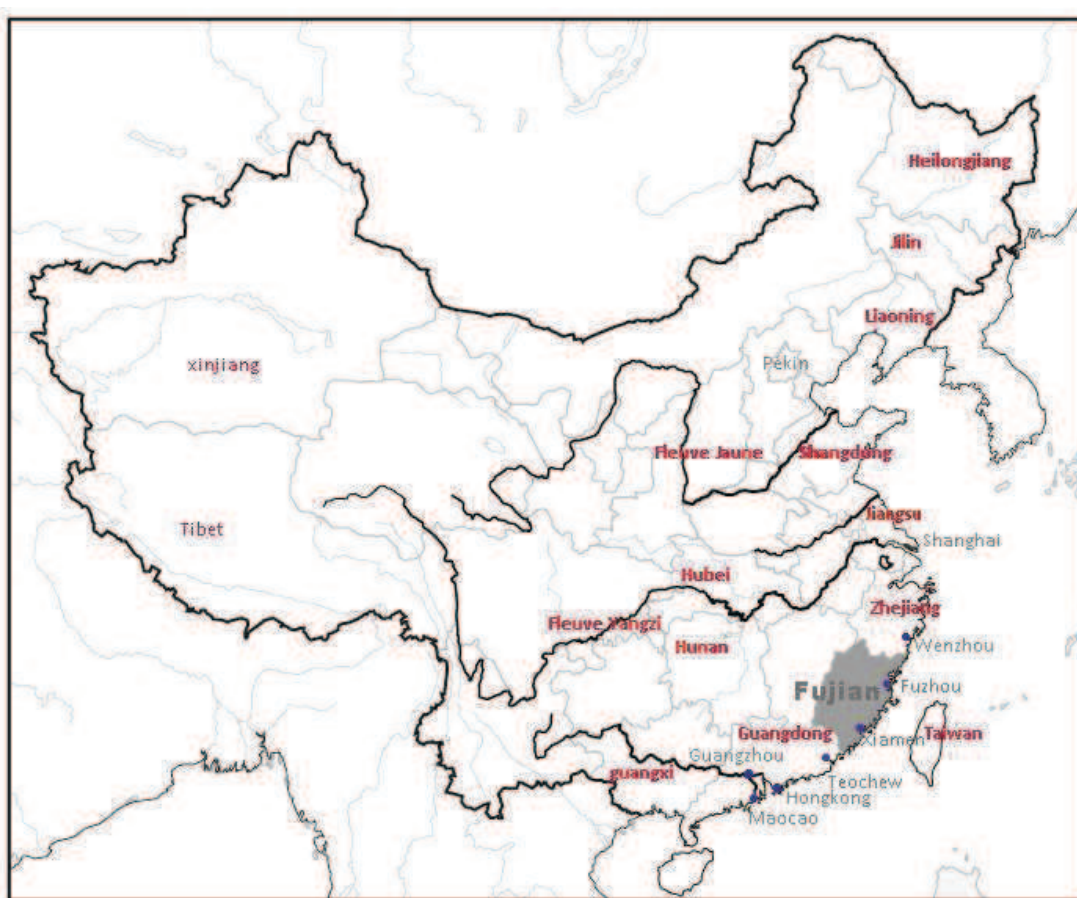 Heilongjiang
Jilin
Liaoning
Pékin
xinjiang
Fleuve Jaune
Shangdong
Jiangsu
Tibet
Shanghai
Hubei
Zhejiang
Fleuve Yangzi
Hunan
Wenzhou
Fujian
Fuzhou
Guangdong
Xiamen
Taiwan
Guangzhou
guangxi
Teochew
Hongkong
Maocao